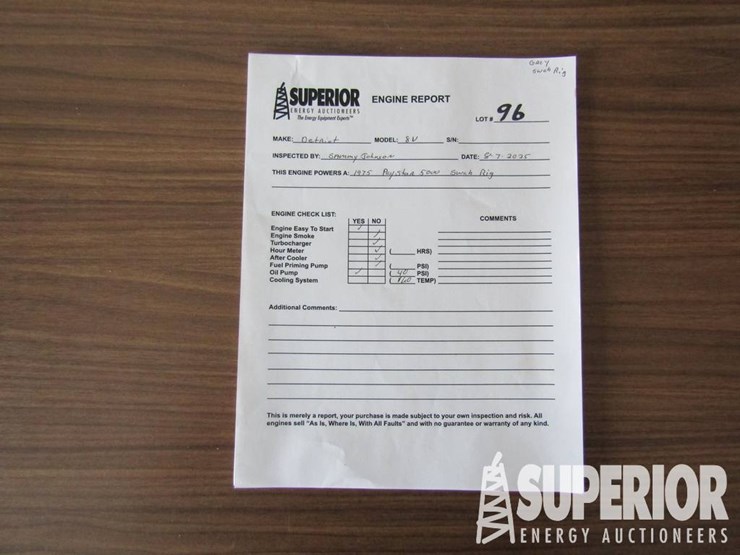 Gary
Swab Rig
SUPERIOR
ENERGY AUCTIONEERS
The Energy Equipment Experts™
ENGINE REPORT
LOT # 96
MAKE: Detroit MODEL: 8V S/N:
INSPECTED BY: Johnson DATE: 8-7-2025
THIS ENGINE POWERS A: 1975 Paystar 5000 Swab Rig
ENGINE CHECK LIST:
YES NO COMMENTS
Engine Easy To Start ✓
Engine Smoke ✓
Turbocharger ✓
Hour Meter ✓ ( HRS)
After Cooler ✓
Fuel Priming Pump ✓ ( PSI)
Oil Pump ✓ ( 40 PSI)
Cooling System ( 160 TEMP)
Additional Comments:
This is merely a report, your purchase is made subject to your own inspection and risk. All
engines sell "As Is, Where Is, With All Faults" and with no guarantee or warranty of any kind.
SUPERIOR
ENERGY AUCTIONEERS